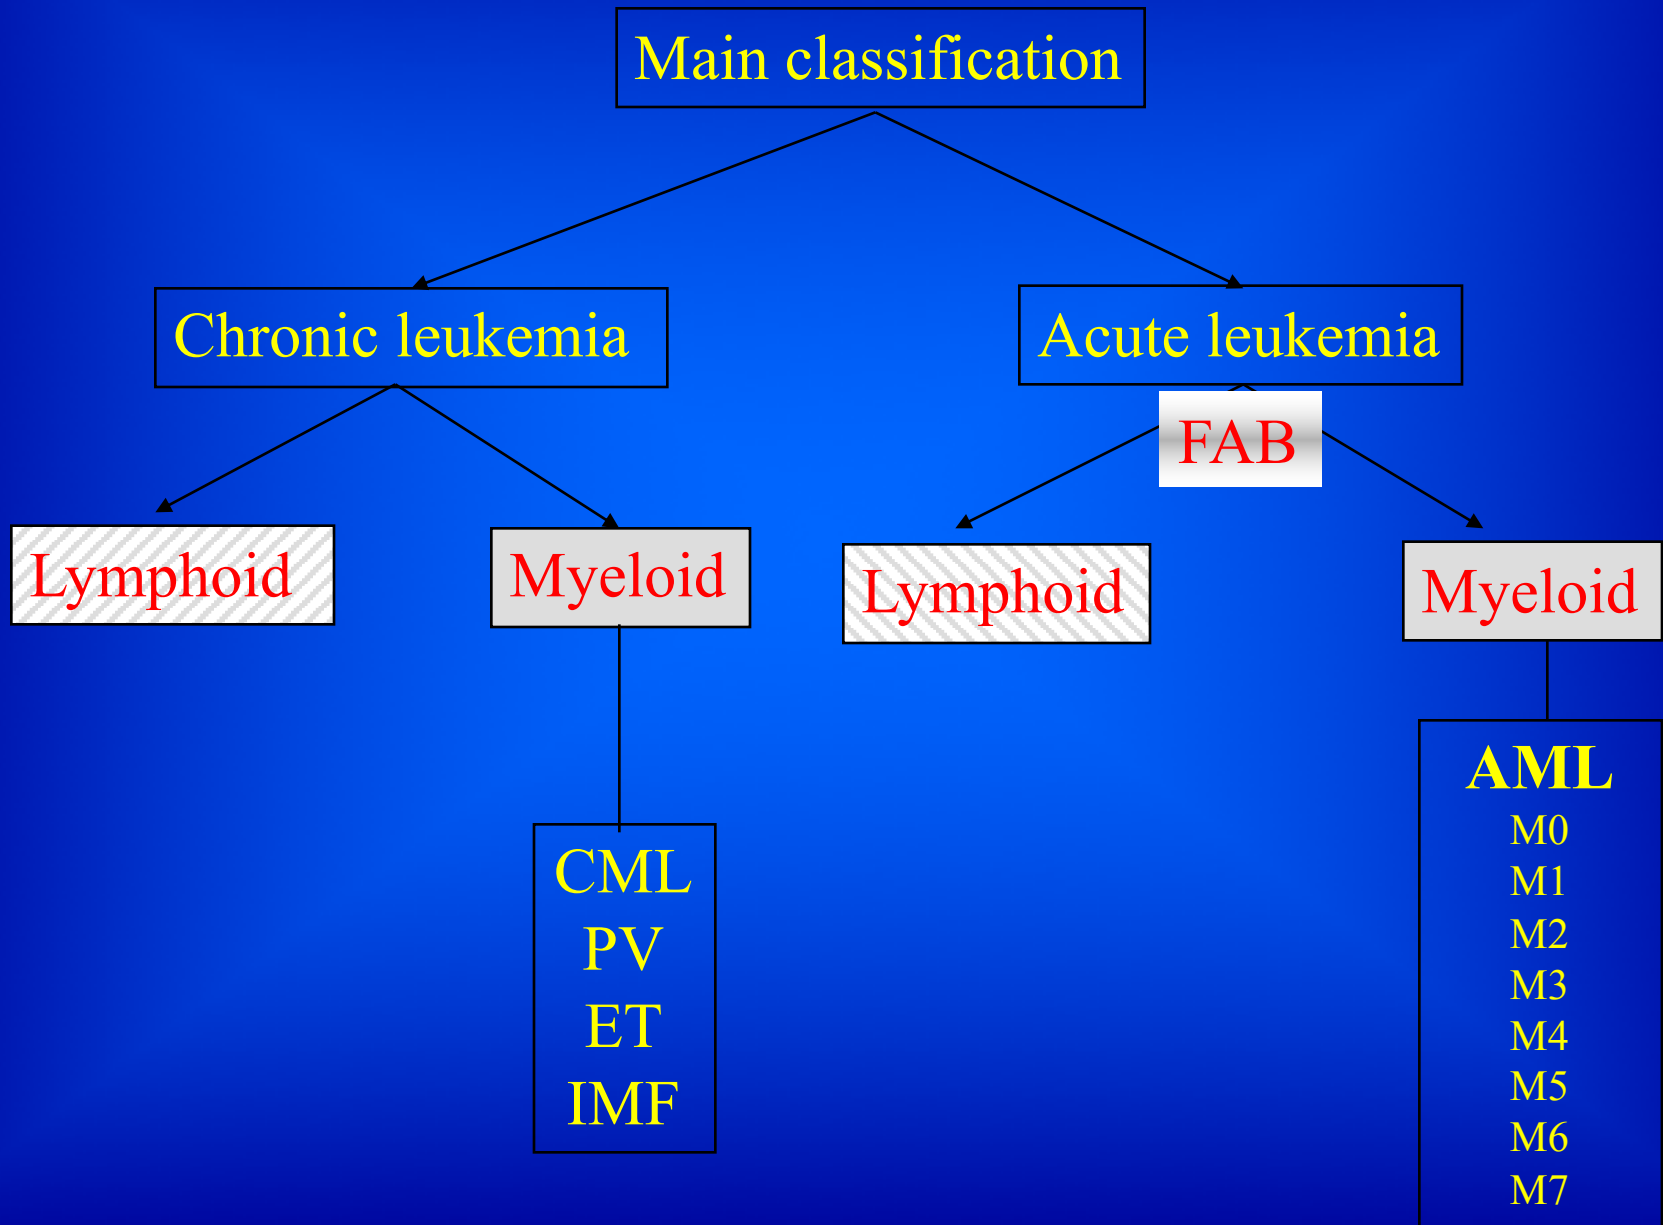 Main classification
Chronic leukemia
Acute leukemia
FAB
Lymphoid
Myeloid
Lymphoid
Myeloid
CML
PV
ET
IMF
AML
M0
M1
M2
M3
M4
M5
M6
M7